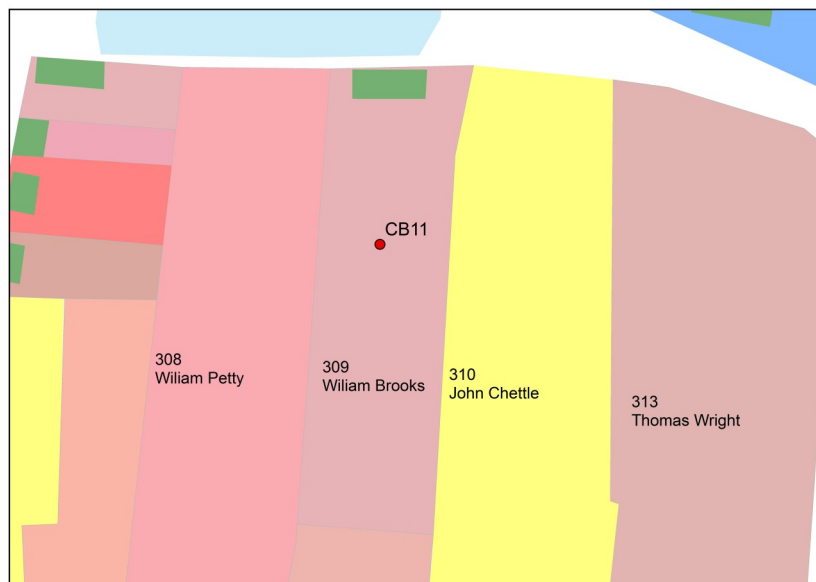 CB11
308
Wiliam Petty
309
Wiliam Brooks
310
John Chettle
313
Thomas Wright